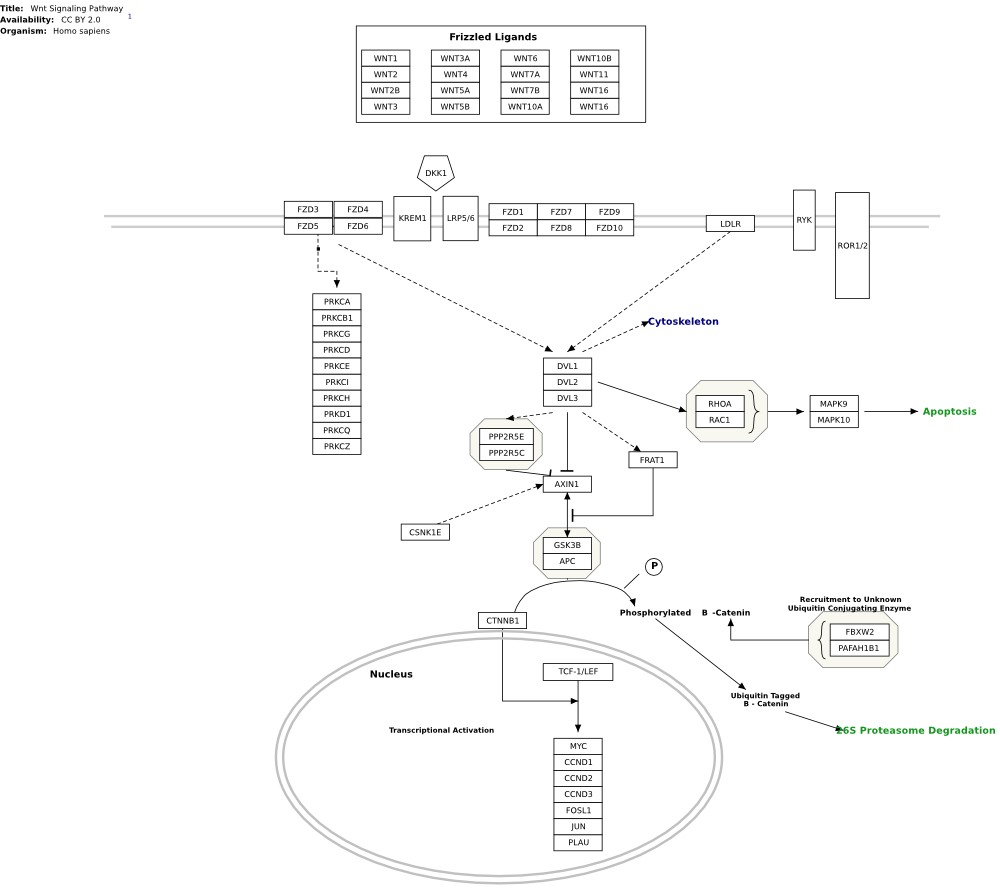 Title: Wnt Signaling Pathway
Availability: CC BY 2.0 1
Organism: Homo sapiens
Frizzled Ligands
WNT1 WNT3A WNT6 WNT10B
WNT2 WNT4 WNT7A WNT11
WNT2B WNT5A WNT7B WNT16
WNT3 WNT5B WNT10A WNT16
DKK1
FZD3 FZD4
FZD5 FZD6
KREM1
LRP5/6
FZD1 FZD7 FZD9
FZD2 FZD8 FZD10
LDLR
RYK
ROR1/2
PRKCA
PRKCB1
PRKCG
PRKCD
PRKCE
PRKCI
PRKCH
PRKD1
PRKCQ
PRKCZ
Cytoskeleton
DVL1
DVL2
DVL3
RHOA
RAC1
MAPK9
MAPK10
Apoptosis
PPP2R5E
PPP2R5C
FRAT1
AXIN1
CSNK1E
GSK3B
APC
P
Phosphorylated B -Catenin
Recruitment to Unknown
Ubiquitin Conjugating Enzyme
FBXW2
PAFAH1B1
CTNNB1
Nucleus
TCF-1/LEF
Ubiquitin Tagged
B - Catenin
26S Proteasome Degradation
Transcriptional Activation
MYC
CCND1
CCND2
CCND3
FOSL1
JUN
PLAU